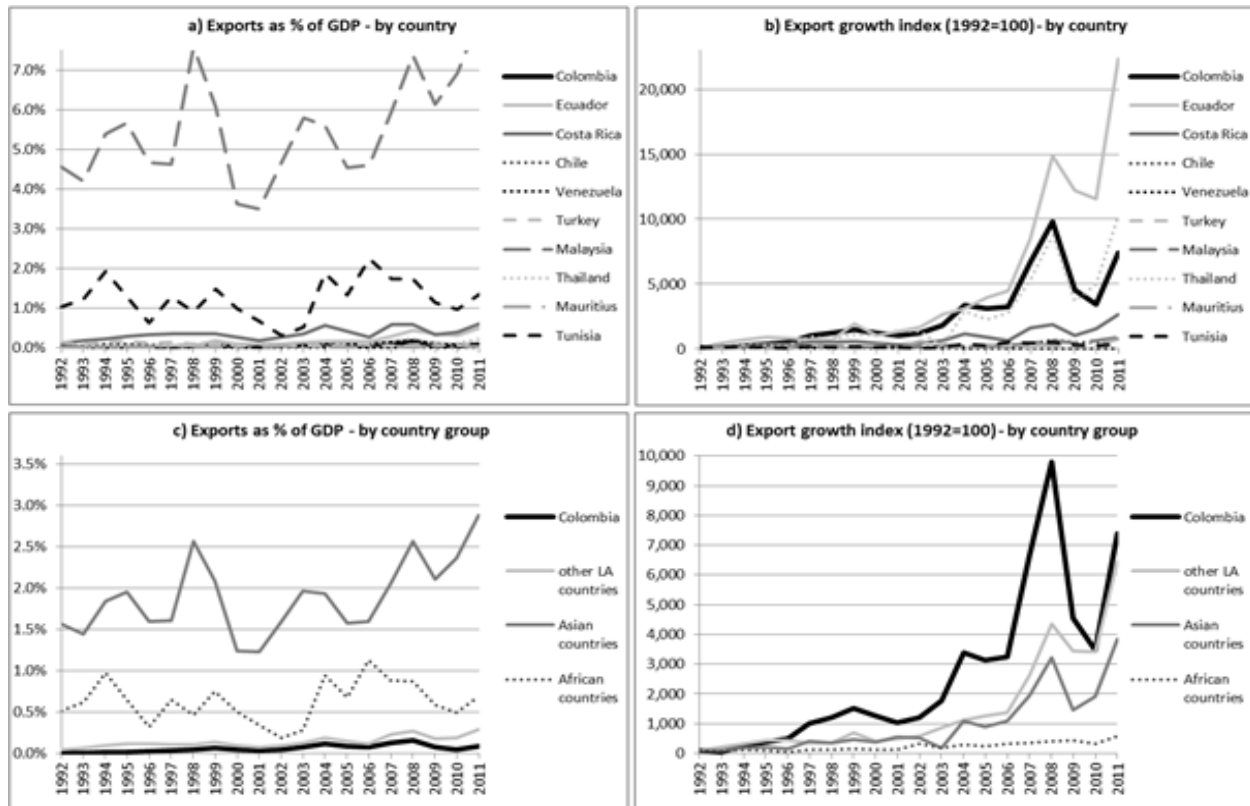 a) Exports as % of GDP - by country
7.0%
6.0%
5.0%
4.0%
3.0%
2.0%
1.0%
0.0%
1992 1993 1994 1995 1996 1997 1998 1999 2000 2001 2002 2003 2004 2005 2006 2007 2008 2009 2010 2011
Colombia
Ecuador
Costa Rica
Chile
Venezuela
Turkey
Malaysia
Thailand
Mauritius
Tunisia
b) Export growth index (1992=100) - by country
20,000
15,000
10,000
5,000
0
1992 1993 1994 1995 1996 1997 1998 1999 2000 2001 2002 2003 2004 2005 2006 2007 2008 2009 2010 2011
Colombia
Ecuador
Costa Rica
Chile
Venezuela
Turkey
Malaysia
Thailand
Mauritius
Tunisia
c) Exports as % of GDP - by country group
3.5%
3.0%
2.5%
2.0%
1.5%
1.0%
0.5%
0.0%
1992 1993 1994 1995 1996 1997 1998 1999 2000 2001 2002 2003 2004 2005 2006 2007 2008 2009 2010 2011
Colombia
other LA
countries
Asian
countries
African
countries
d) Export growth index (1992=100) - by country group
10,000
9,000
8,000
7,000
6,000
5,000
4,000
3,000
2,000
1,000
0
1992 1993 1994 1995 1996 1997 1998 1999 2000 2001 2002 2003 2004 2005 2006 2007 2008 2009 2010 2011
Colombia
other LA
countries
Asian
countries
African
countries